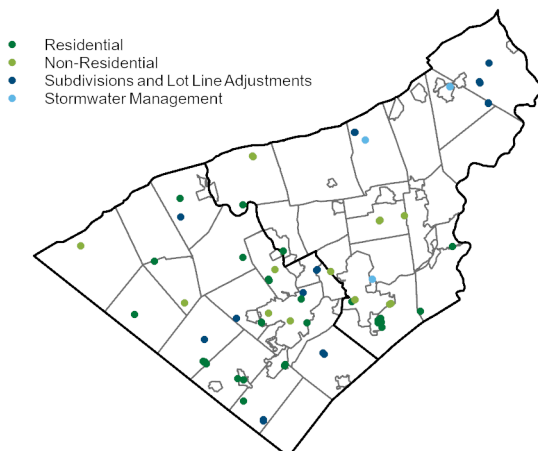 Residential
Non-Residential
Subdivisions and Lot Line Adjustments
Stormwater Management